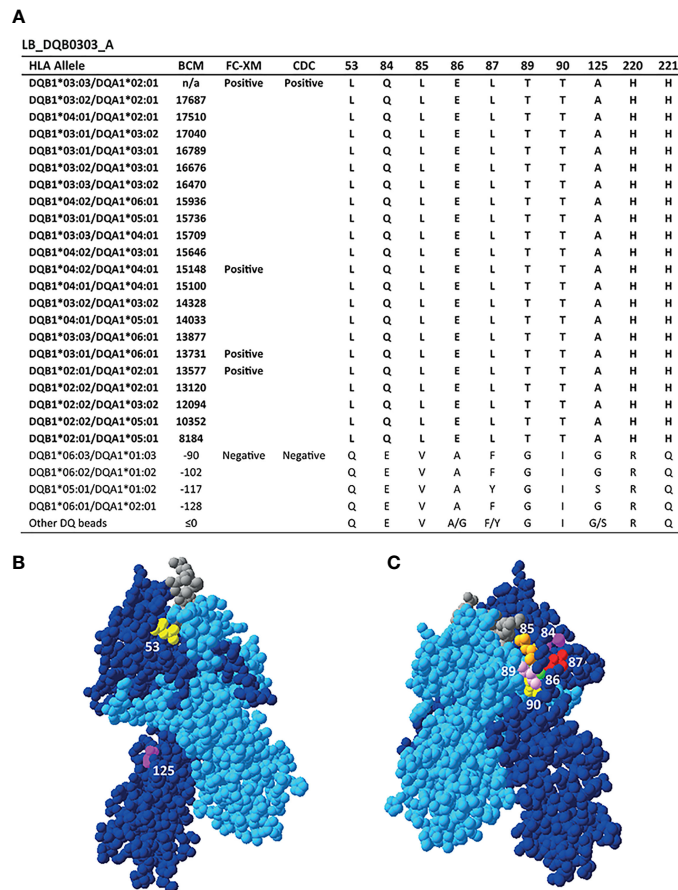 A
LB_DQB0303_A
HLA Allele BCM FC-XM CDC 53 84 85 86 87 89 90 125 220 221
DQB1*03:03/DQA1*02:01 n/a Positive Positive L Q L E L T T A H H
DQB1*03:02/DQA1*02:01 17687 L Q L E L T T A H H
DQB1*04:01/DQA1*02:01 17510 L Q L E L T T A H H
DQB1*03:01/DQA1*03:02 17040 L Q L E L T T A H H
DQB1*03:01/DQA1*03:01 16789 L Q L E L T T A H H
DQB1*03:02/DQA1*03:01 16676 L Q L E L T T A H H
DQB1*03:03/DQA1*03:02 16470 L Q L E L T T A H H
DQB1*04:02/DQA1*06:01 15936 L Q L E L T T A H H
DQB1*03:01/DQA1*05:01 15736 L Q L E L T T A H H
DQB1*03:03/DQA1*04:01 15709 L Q L E L T T A H H
DQB1*04:02/DQA1*03:01 15646 L Q L E L T T A H H
DQB1*04:02/DQA1*04:01 15148 Positive L Q L E L T T A H H
DQB1*04:01/DQA1*04:01 15100 L Q L E L T T A H H
DQB1*03:02/DQA1*03:02 14328 L Q L E L T T A H H
DQB1*04:01/DQA1*05:01 14033 L Q L E L T T A H H
DQB1*03:03/DQA1*06:01 13877 L Q L E L T T A H H
DQB1*03:01/DQA1*06:01 13731 Positive L Q L E L T T A H H
DQB1*02:01/DQA1*02:01 13577 Positive L Q L E L T T A H H
DQB1*02:02/DQA1*02:01 13120 L Q L E L T T A H H
DQB1*02:02/DQA1*03:02 12094 L Q L E L T T A H H
DQB1*02:02/DQA1*05:01 10352 L Q L E L T T A H H
DQB1*02:01/DQA1*05:01 8184 L Q L E L T T A H H
DQB1*06:03/DQA1*01:03 -90 Negative Negative Q E V A F G I G R Q
DQB1*06:02/DQA1*01:02 -102 Q E V A F G I G R Q
DQB1*05:01/DQA1*01:02 -117 Q E V A Y G I S R Q
DQB1*06:01/DQA1*02:01 -128 Q E V A F G I G R Q
Other DQ beads ≤0 Q E V A/G F/Y G I G/S R Q
B
53
125
C
85
84
87
89
86
90